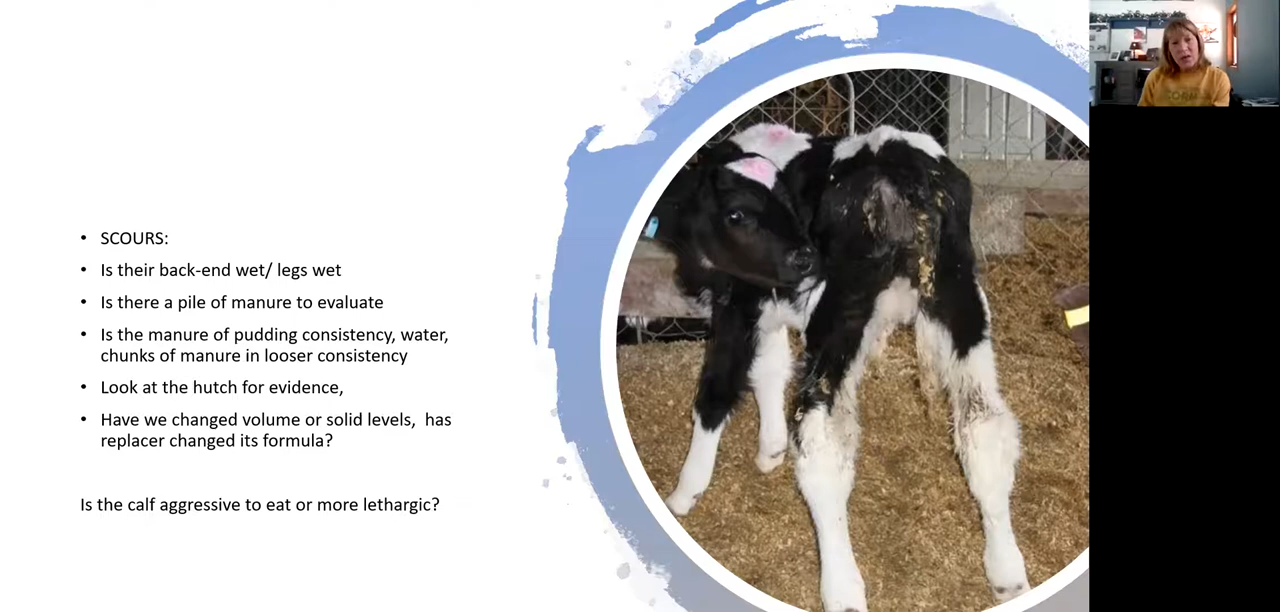 • SCOURS:
• Is their back-end wet/ legs wet
• Is there a pile of manure to evaluate
• Is the manure of pudding consistency, water,
chunks of manure in looser consistency
• Look at the hutch for evidence,
• Have we changed volume or solid levels,  has
replacer changed its formula?
Is the calf aggressive to eat or more lethargic?